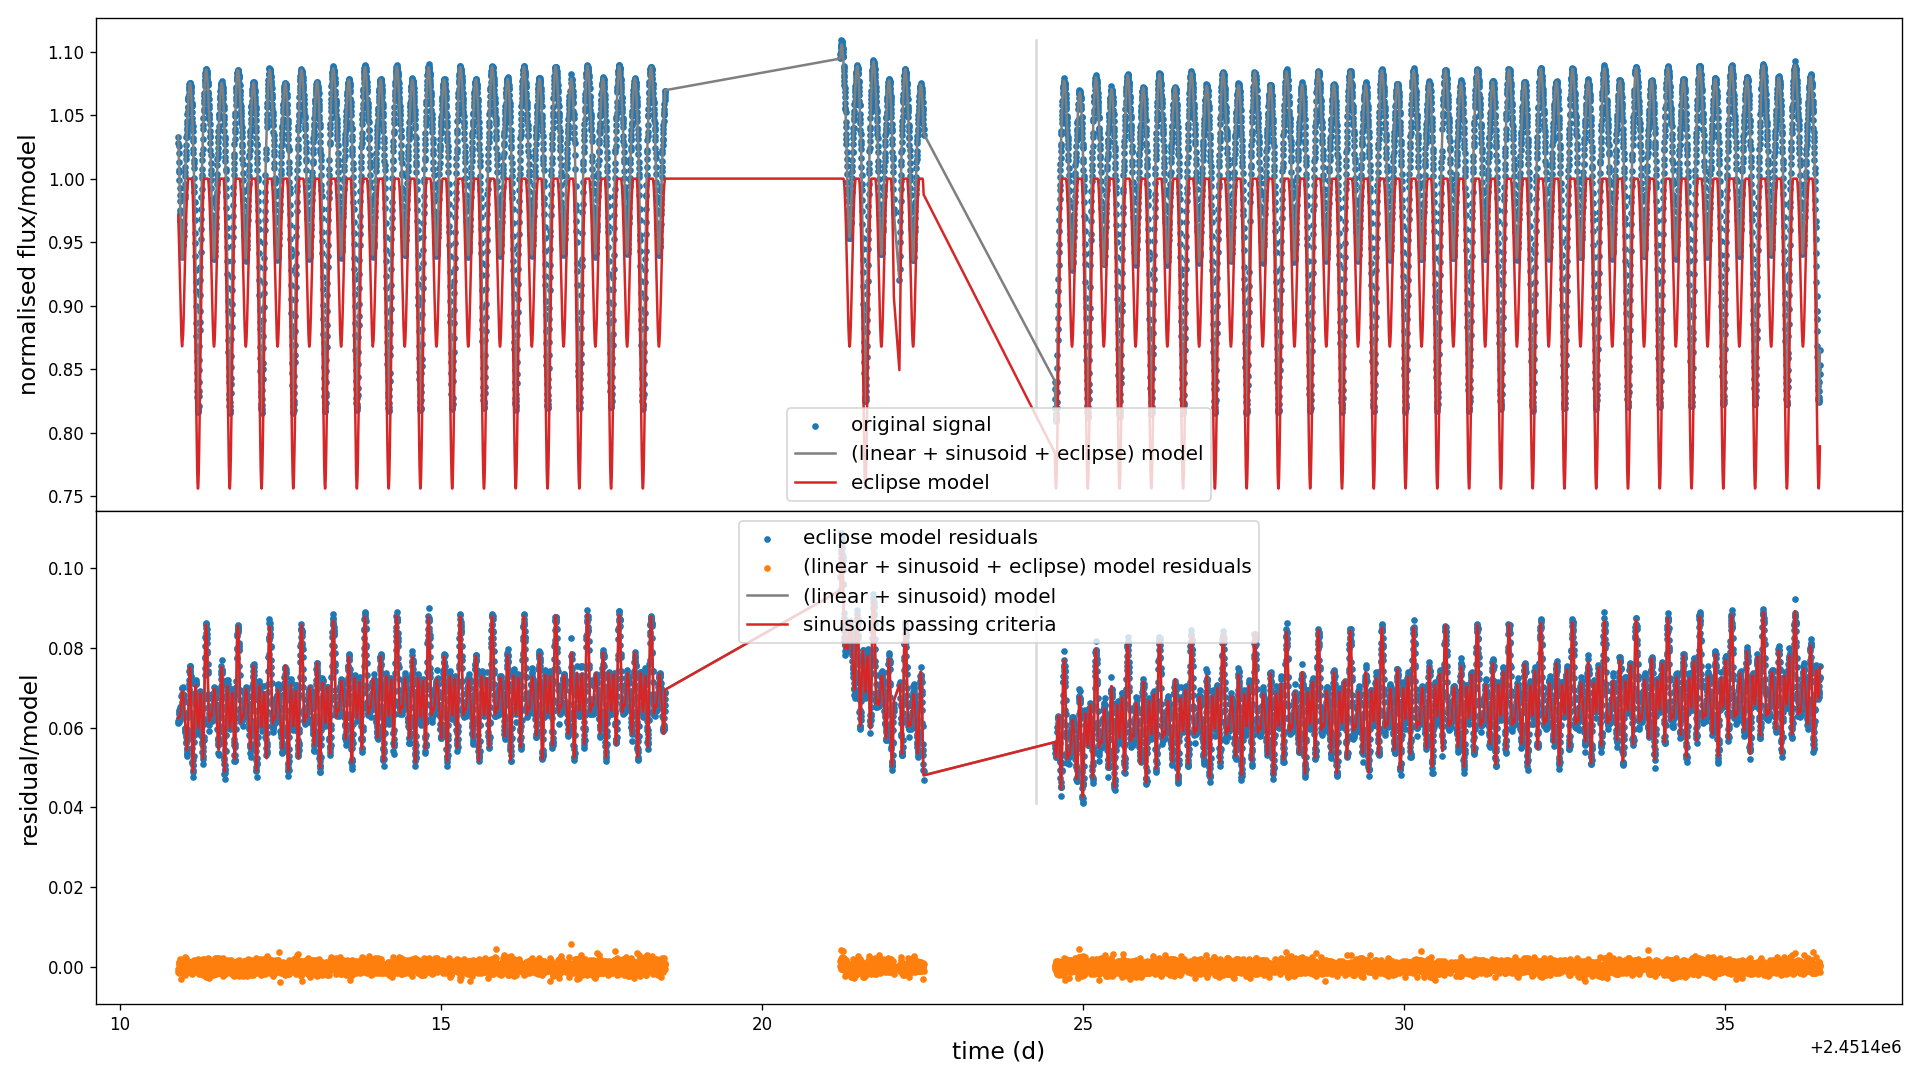 normalised flux/model
1.10
1.05
1.00
0.95
0.90
0.85
0.80
0.75
original signal
(linear + sinusoid + eclipse) model
eclipse model
residual/model
0.10
0.08
0.06
0.04
0.02
0.00
eclipse model residuals
(linear + sinusoid + eclipse) model residuals
(linear + sinusoid) model
sinusoids passing criteria
10
15
20
25
30
35
time (d)
+2.4514e6